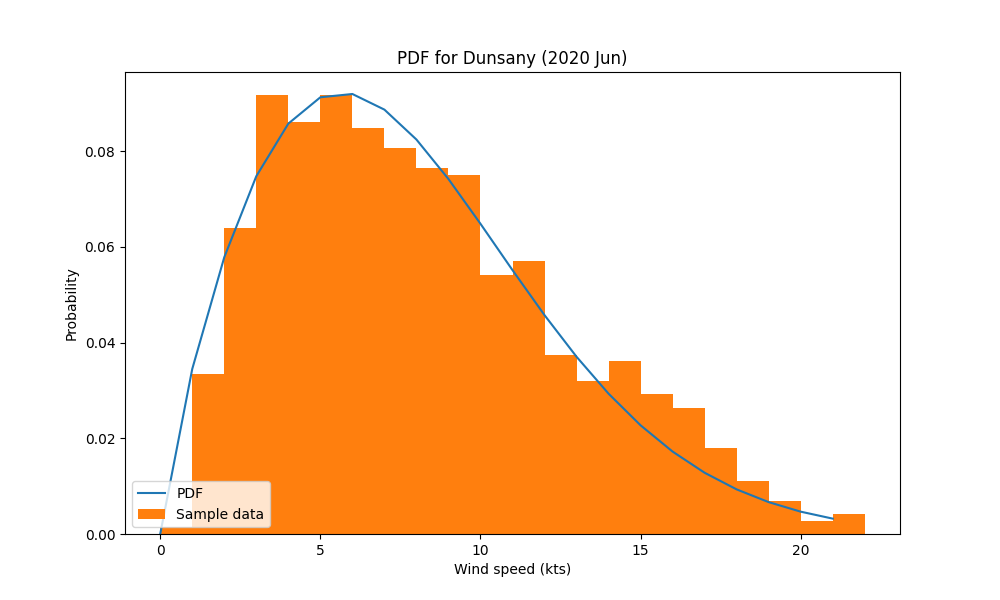 PDF for Dunsany (2020 Jun)
0.08
0.06
0.04
0.02
0.00
Probability
PDF
Sample data
0 5 10 15 20
Wind speed (kts)